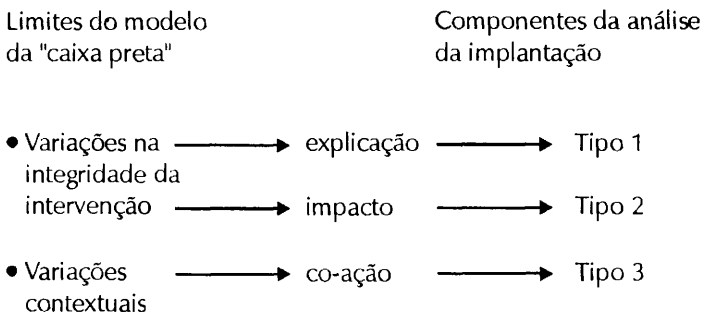 Limites do modelo
da "caixa preta"
Componentes da análise
da implantação
• Variações na
integridade da
intervenção
explicação
Tipo 1
impacto
Tipo 2
• Variações
contextuais
co-ação
Tipo 3